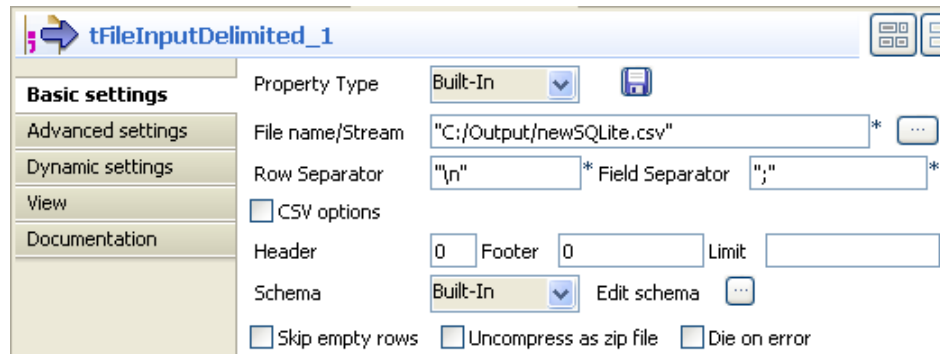 tFileInputDelimited_1
Basic settings
Advanced settings
Dynamic settings
View
Documentation
Property Type Built-In
File name/Stream "C:/Output/newSQLite.csv" * ...
Row Separator "\n" * Field Separator ";" *
CSV options
Header 0 Footer 0 Limit
Schema Built-In Edit schema ...
Skip empty rows Uncompress as zip file Die on error